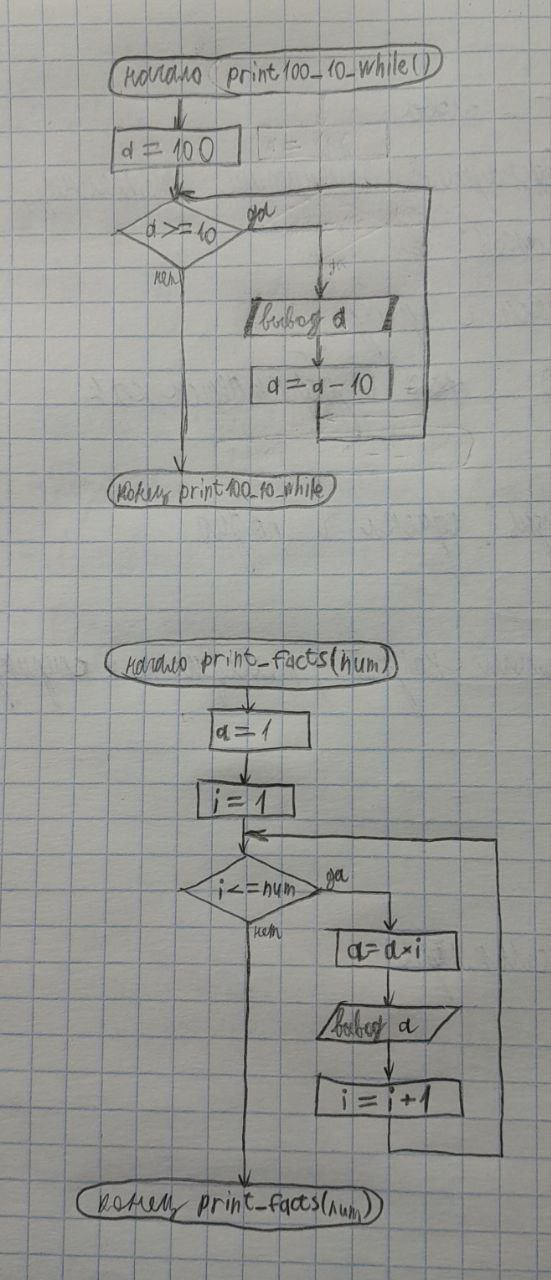 начало print100_10_while()
a = 100
a >= 10
да
нет
вывод a
a = a - 10
конец print100_10_while
начало print_facts(num)
a = 1
i = 1
i <= num
да
нет
a = a × i
вывод a
i = i + 1
конец print_facts(num)